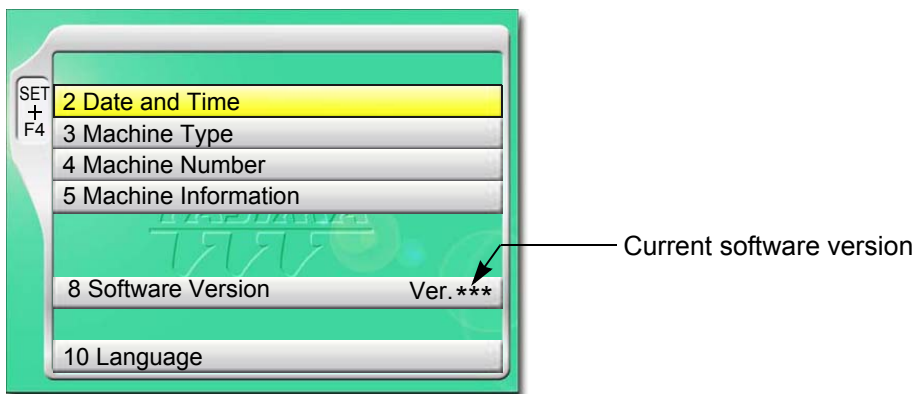 SET
+
F4
2 Date and Time
3 Machine Type
4 Machine Number
5 Machine Information
8 Software Version Ver.***
Current software version
10 Language